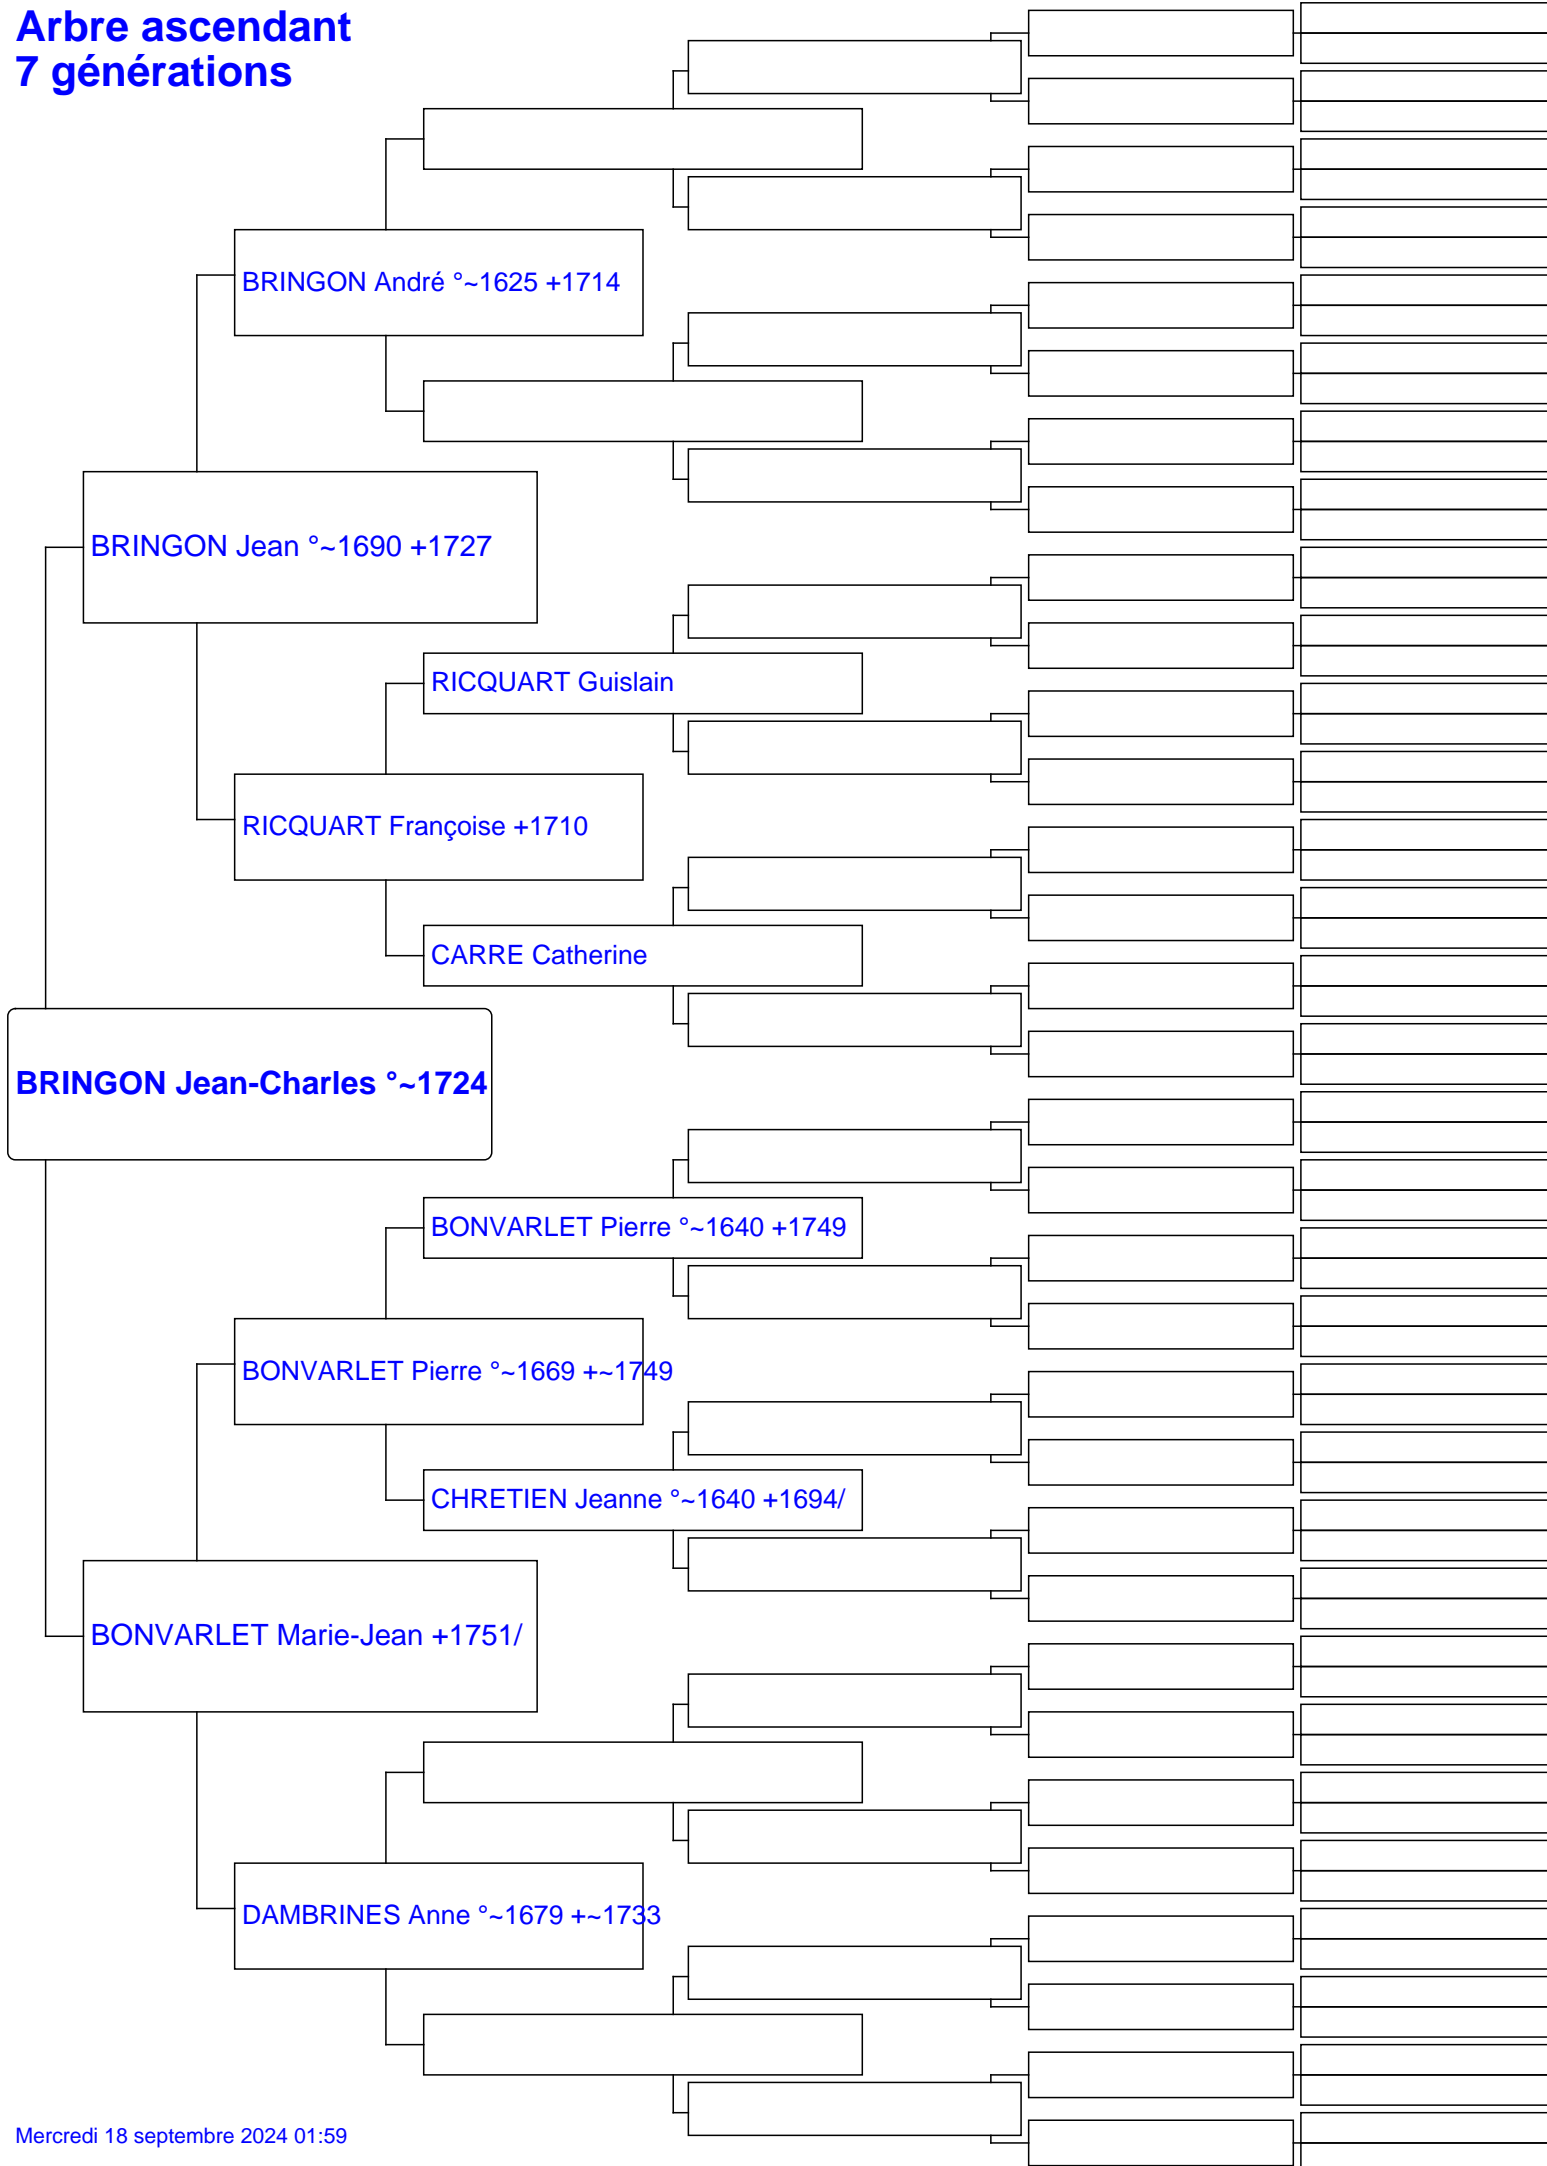 Arbre ascendant
7 générations
BRINGON André °~1625 +1714
BRINGON Jean °~1690 +1727
RICQUART Guislain
RICQUART Françoise +1710
CARRE Catherine
BRINGON Jean-Charles °~1724
BONVARLET Pierre °~1640 +1749
BONVARLET Pierre °~1669 +~1749
CHRETIEN Jeanne °~1640 +1694/
BONVARLET Marie-Jean +1751/
DAMBRINES Anne °~1679 +~1733
Mercredi 18 septembre 2024 01:59